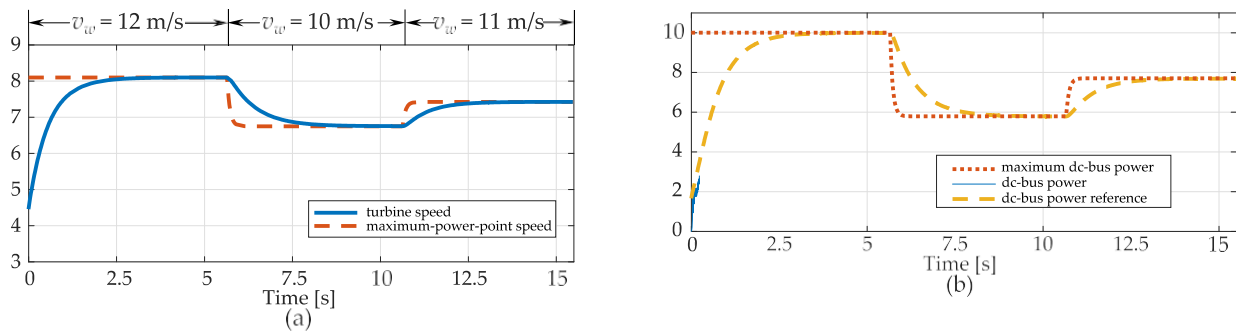 v_w = 12 m/s
v_w = 10 m/s
v_w = 11 m/s
9
8
7
6
5
4
3
0
2.5
5
7.5
10
12.5
15
Time [s]
turbine speed
maximum-power-point speed
(a)
10
8
6
4
2
0
0
2.5
5
7.5
10
12.5
15
Time [s]
maximum dc-bus power
dc-bus power
dc-bus power reference
(b)